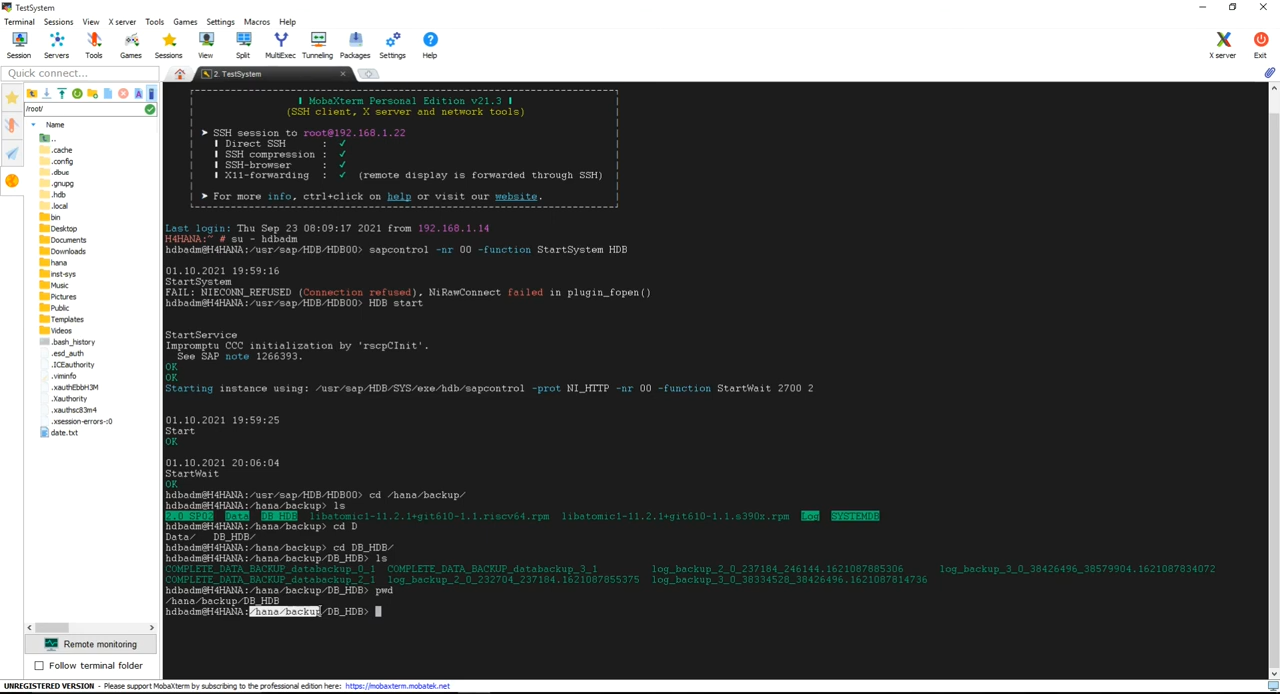 TestSystem
Terminal Sessions View X server Tools Games Settings Macros Help
Session Servers Tools Games Sessions View Split MultiExec Tunneling Packages Settings Help X server Exit
Quick connect...
2. TestSystem
/root/
Name
..
.cache
.config
.dbue
.gnupg
.hdb
.local
bin
Desktop
Documents
Downloads
hana
inst-sys
Music
Pictures
Public
Templates
Videos
.bash_history
.esd_auth
.ICEauthority
.viminfo
.xauthEbbH3M
.Xauthority
.xauthsc83m4
.xsession-errors-:0
date.txt
Remote monitoring
Follow terminal folder
MobaXterm Personal Edition v21.3
(SSH client, X server and network tools)
➤ SSH session to root@192.168.1.22
Direct SSH : ✓
SSH compression : ✓
SSH-browser : ✓
X11-forwarding : ✓ (remote display is forwarded through SSH)
➤ For more info, ctrl+click on help or visit our website.
Last login: Thu Sep 23 08:09:17 2021 from 192.168.1.14
H4HANA:~ # su - hdbadm
hdbadm@H4HANA:/usr/sap/HDB/HDB00> sapcontrol -nr 00 -function StartSystem HDB
01.10.2021 19:59:16
StartSystem
FAIL: NIECONN_REFUSED (Connection refused), NiRawConnect failed in plugin_fopen()
hdbadm@H4HANA:/usr/sap/HDB/HDB00> HDB start
StartService
Impromptu CCC initialization by 'rscpCInit'.
See SAP note 1266393.
OK
OK
Starting instance using: /usr/sap/HDB/SYS/exe/hdb/sapcontrol -prot NI_HTTP -nr 00 -function StartWait 2700 2
01.10.2021 19:59:25
Start
OK
01.10.2021 20:06:04
StartWait
OK
hdbadm@H4HANA:/usr/sap/HDB/HDB00> cd /hana/backup/
hdbadm@H4HANA:/hana/backup> ls
2.0_SP02 Data DB_HDB libatomic1-11.2.1+git610-1.1.riscv64.rpm libatomic1-11.2.1+git610-1.1.s390x.rpm Log SYSTEMDB
hdbadm@H4HANA:/hana/backup> cd D
Data/ DB_HDB/
hdbadm@H4HANA:/hana/backup> cd DB_HDB/
hdbadm@H4HANA:/hana/backup/DB_HDB> ls
COMPLETE_DATA_BACKUP_databackup_0_1 COMPLETE_DATA_BACKUP_databackup_3_1 log_backup_2_0_237184_246144.1621087885306 log_backup_3_0_38426496_38579904.1621087834072
COMPLETE_DATA_BACKUP_databackup_2_1 log_backup_2_0_232704_237184.1621087855375 log_backup_3_0_38334528_38426496.1621087814736
hdbadm@H4HANA:/hana/backup/DB_HDB> pwd
/hana/backup/DB_HDB
hdbadm@H4HANA:/hana/backup/DB_HDB>
UNREGISTERED VERSION - Please support MobaXterm by subscribing to the professional edition here: https://mobaxterm.mobatek.net